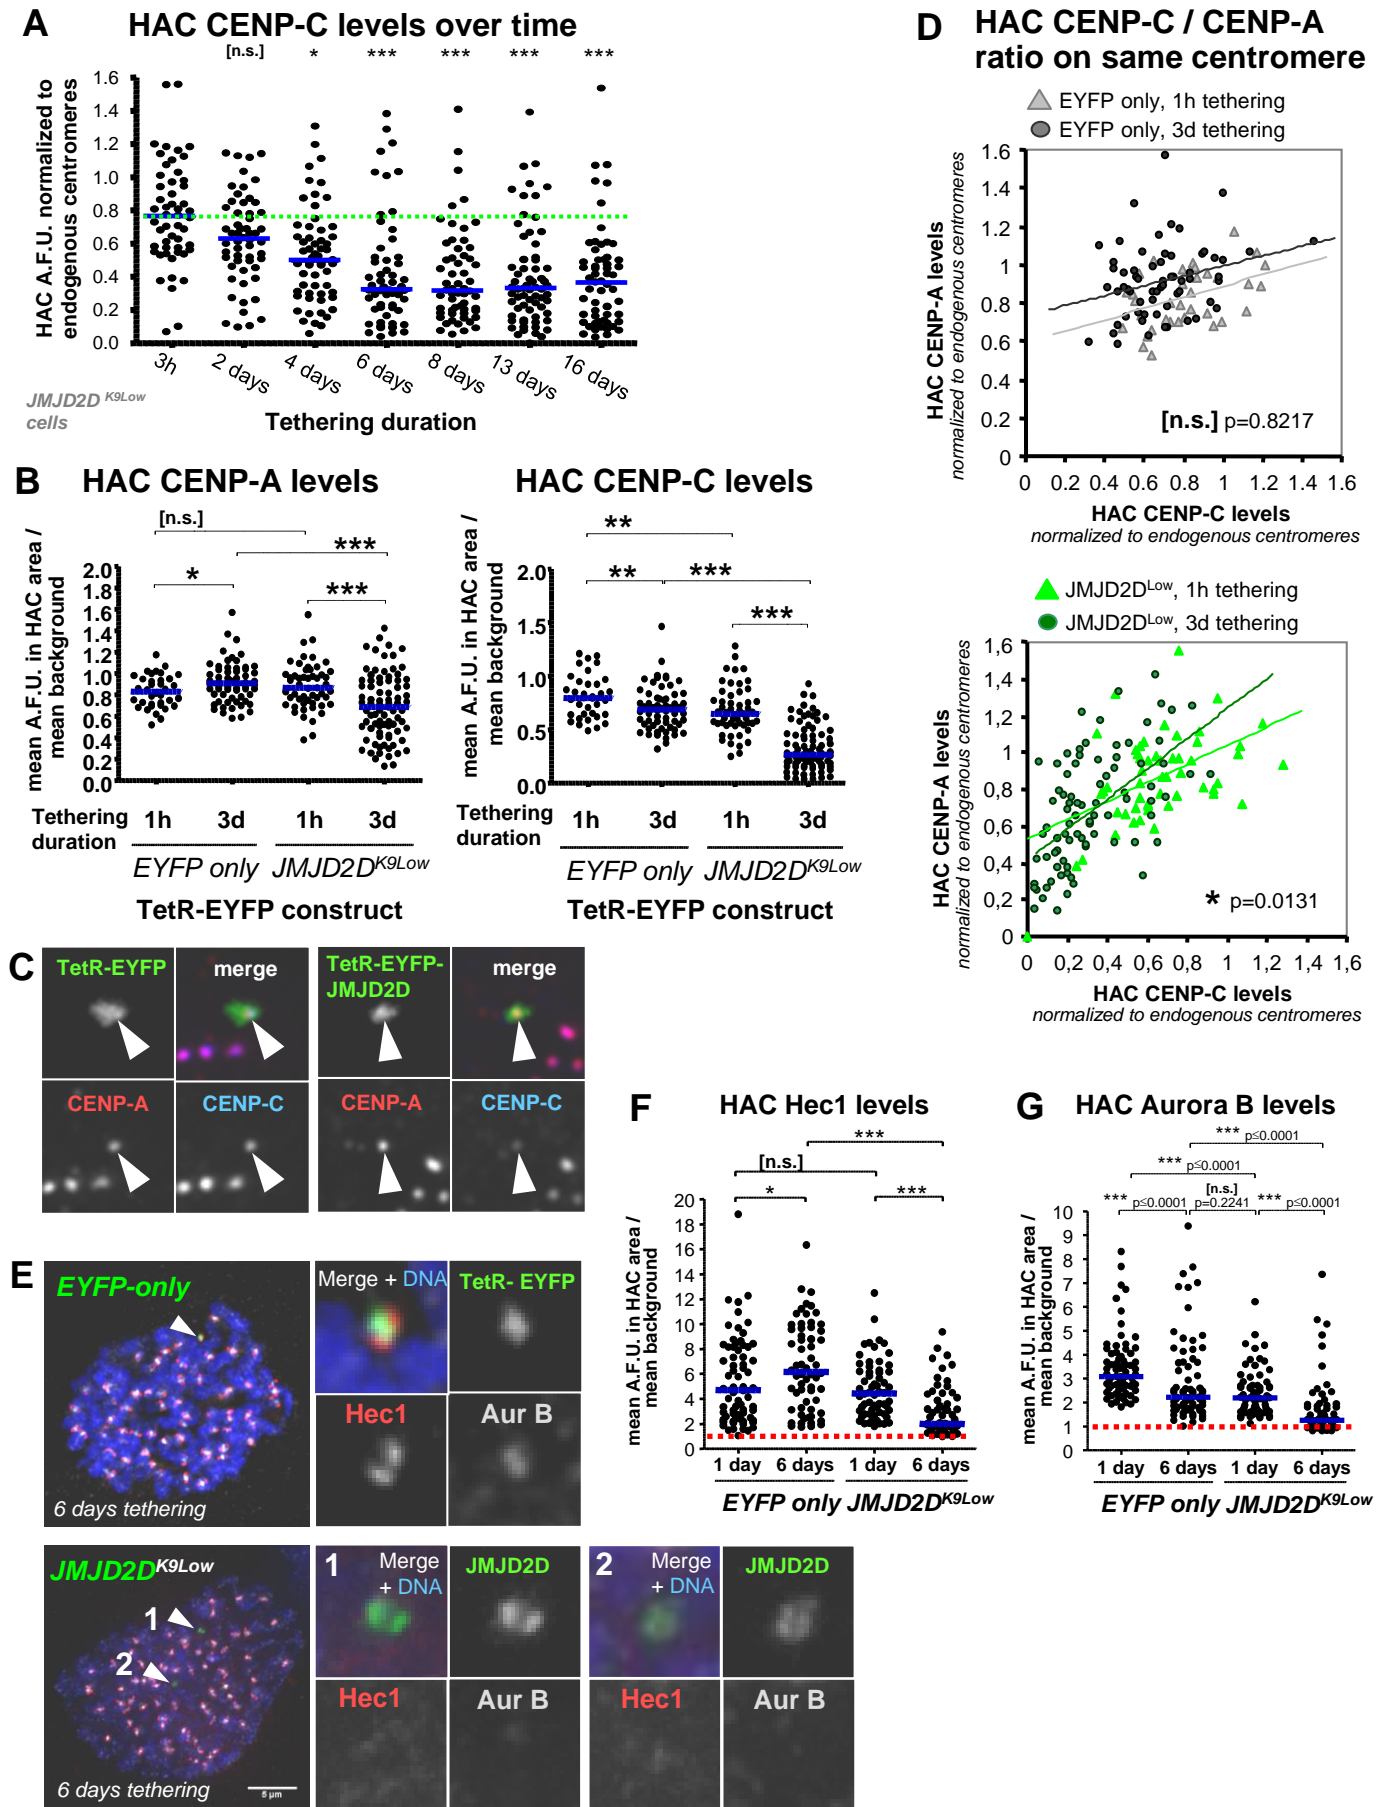 A
HAC CENP-C levels over time
[n.s.] * *** *** *** ***
HAC A.F.U. normalized to
endogenous centromeres
1.6
1.4
1.2
1.0
0.8
0.6
0.4
0.2
0.0
3h 2 days 4 days 6 days 8 days 13 days 16 days
JMJD2D K9Low
cells
Tethering duration
B
HAC CENP-A levels
[n.s.]
***
* ***
mean A.F.U. in HAC area /
mean background
2.0
1.8
1.6
1.4
1.2
1.0
0.8
0.6
0.4
0.2
0.0
Tethering
duration
1h 3d 1h 3d
EYFP only JMJD2DK9Low
TetR-EYFP construct
HAC CENP-C levels
**
** ***
***
mean A.F.U. in HAC area /
mean background
2.0
1.5
1.0
0.5
0.0
Tethering
duration
1h 3d 1h 3d
EYFP only JMJD2DK9Low
TetR-EYFP construct
C
TetR-EYFP
merge
CENP-A
CENP-C
TetR-EYFP-
JMJD2D
merge
CENP-A
CENP-C
D
HAC CENP-C / CENP-A
ratio on same centromere
EYFP only, 1h tethering
EYFP only, 3d tethering
HAC CENP-A levels
normalized to endogenous centromeres
1.6
1.4
1.2
1
0.8
0.6
0.4
0.2
0
[n.s.] p=0.8217
0 0.2 0.4 0.6 0.8 1 1.2 1.4 1.6
HAC CENP-C levels
normalized to endogenous centromeres
JMJD2DLow, 1h tethering
JMJD2DLow, 3d tethering
HAC CENP-A levels
normalized to endogenous centromeres
1,6
1,4
1,2
1
0,8
0,6
0,4
0,2
0
* p=0.0131
0 0,2 0,4 0,6 0,8 1 1,2 1,4 1,6
HAC CENP-C levels
normalized to endogenous centromeres
E
EYFP-only
6 days tethering
Merge + DNA
TetR- EYFP
Hec1
Aur B
JMJD2DK9Low
1
2
6 days tethering
5 µm
1
Merge
+ DNA
JMJD2D
Hec1
Aur B
2
Merge
+ DNA
JMJD2D
Hec1
Aur B
F
HAC Hec1 levels
***
[n.s.]
* ***
mean A.F.U. in HAC area /
mean background
20
18
16
14
12
10
8
6
4
2
0
1 day 6 days 1 day 6 days
EYFP only JMJD2DK9Low
G
HAC Aurora B levels
*** p≤0.0001
*** p≤0.0001
[n.s.]
*** p≤0.0001 p=0.2241 *** p≤0.0001
mean A.F.U. in HAC area /
mean background
10
9
8
7
6
5
4
3
2
1
0
1 day 6 days 1 day 6 days
EYFP only JMJD2DK9Low